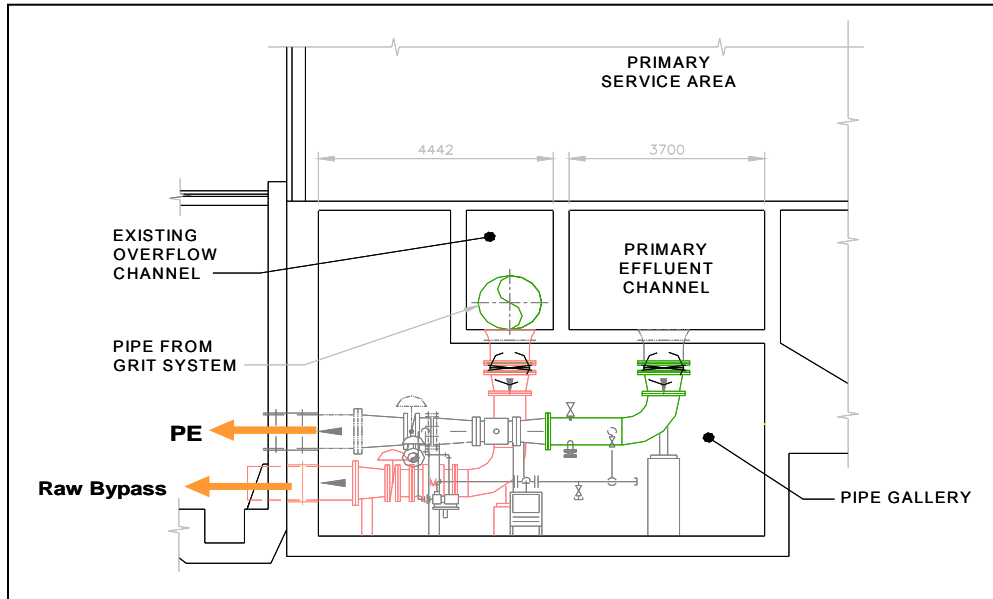 PRIMARY
SERVICE AREA
4442
3700
EXISTING
OVERFLOW
CHANNEL
PRIMARY
EFFLUENT
CHANNEL
PIPE FROM
GRIT SYSTEM
PE
Raw Bypass
PIPE GALLERY